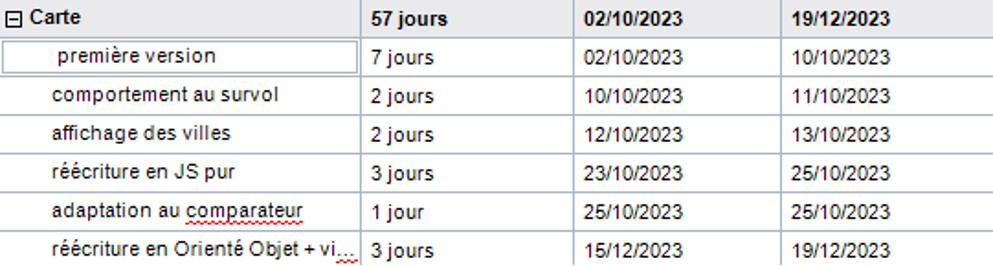 Carte 57 jours 02/10/2023 19/12/2023
première version 7 jours 02/10/2023 10/10/2023
comportement au survol 2 jours 10/10/2023 11/10/2023
affichage des villes 2 jours 12/10/2023 13/10/2023
réécriture en JS pur 3 jours 23/10/2023 25/10/2023
adaptation au comparateur 1 jour 25/10/2023 25/10/2023
réécriture en Orienté Objet + vi... 3 jours 15/12/2023 19/12/2023